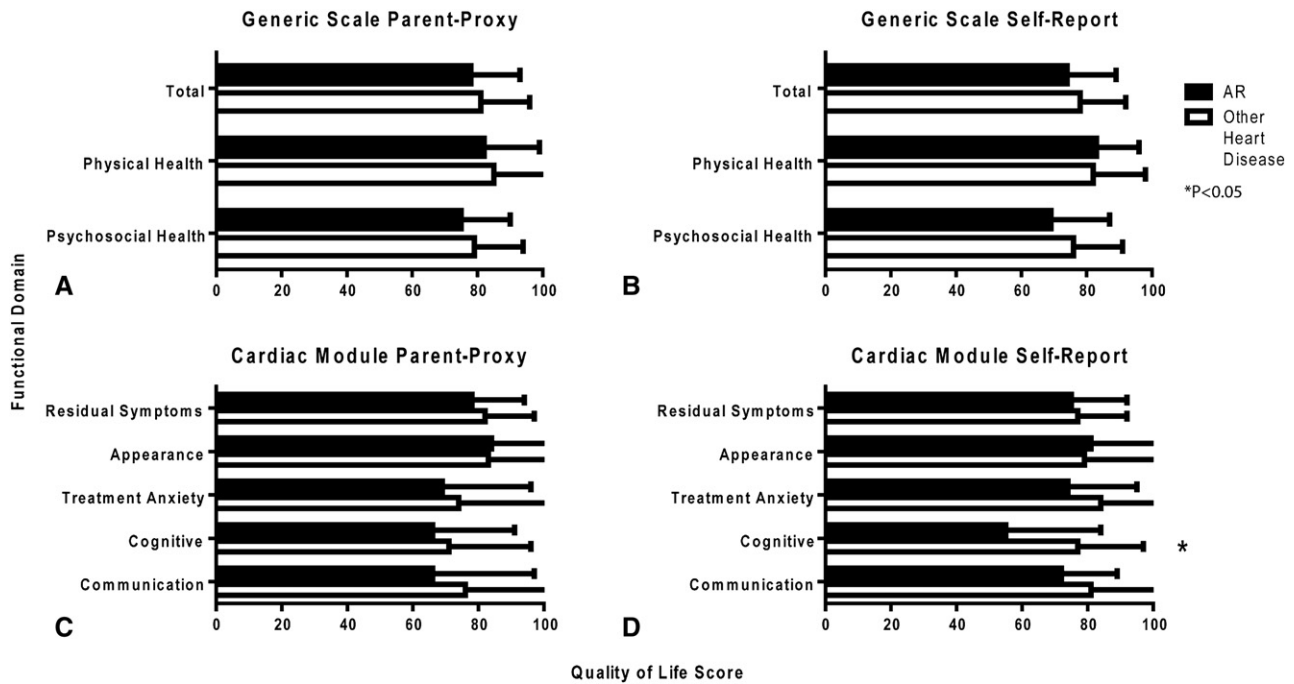 Generic Scale Parent-Proxy
Total
Physical Health
Psychosocial Health
0 20 40 60 80 100
A
Generic Scale Self-Report
Total
Physical Health
Psychosocial Health
0 20 40 60 80 100
B
AR
Other
Heart
Disease
*P<0.05
Functional Domain
Cardiac Module Parent-Proxy
Residual Symptoms
Appearance
Treatment Anxiety
Cognitive
Communication
0 20 40 60 80 100
C
Cardiac Module Self-Report
Residual Symptoms
Appearance
Treatment Anxiety
Cognitive
*
Communication
0 20 40 60 80 100
D
Quality of Life Score